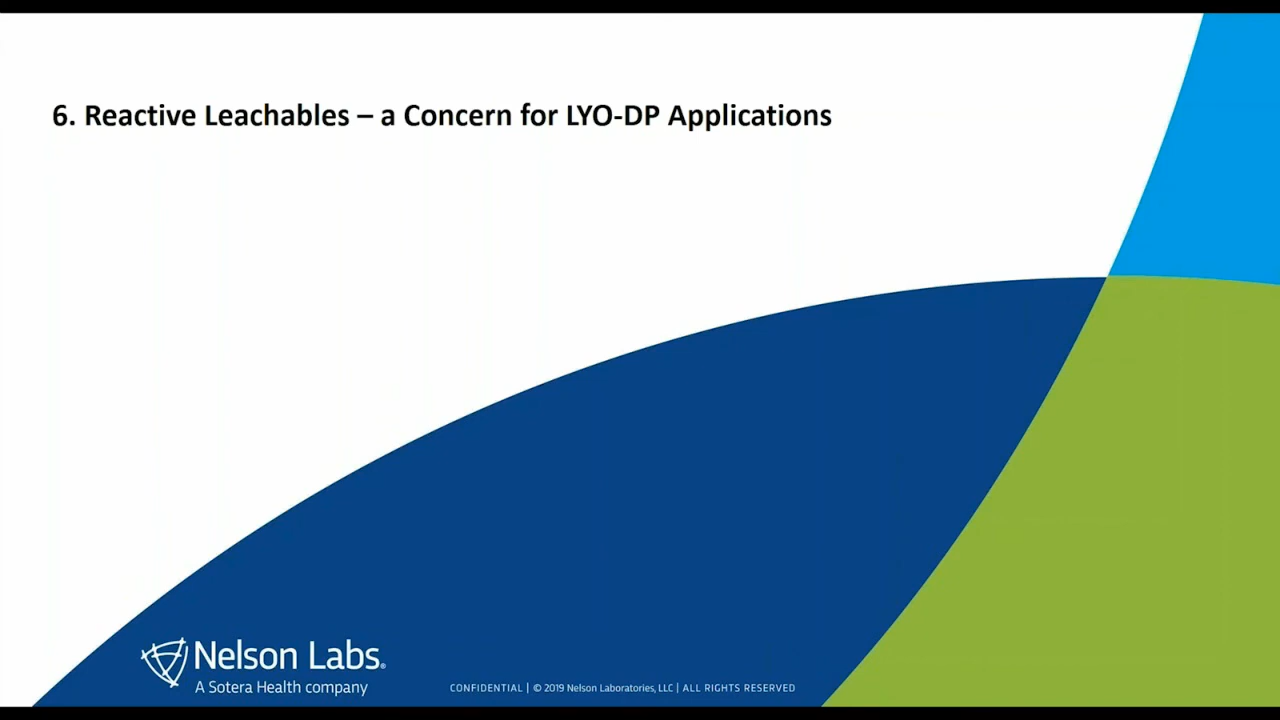 6. Reactive Leachables – a Concern for LYO-DP Applications
Nelson Labs®
A Sotera Health company
CONFIDENTIAL | © 2019 Nelson Laboratories, LLC | ALL RIGHTS RESERVED